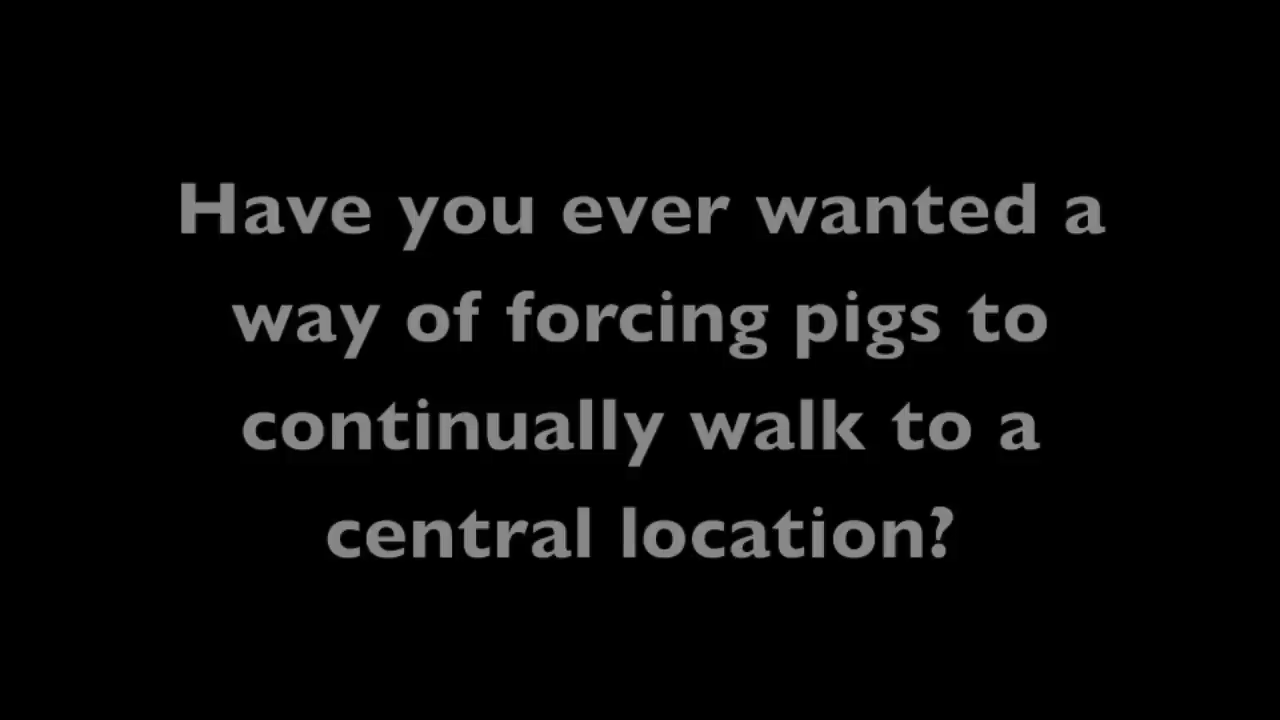 Have you ever wanted a
way of forcing pigs to
continually walk to a
central location?